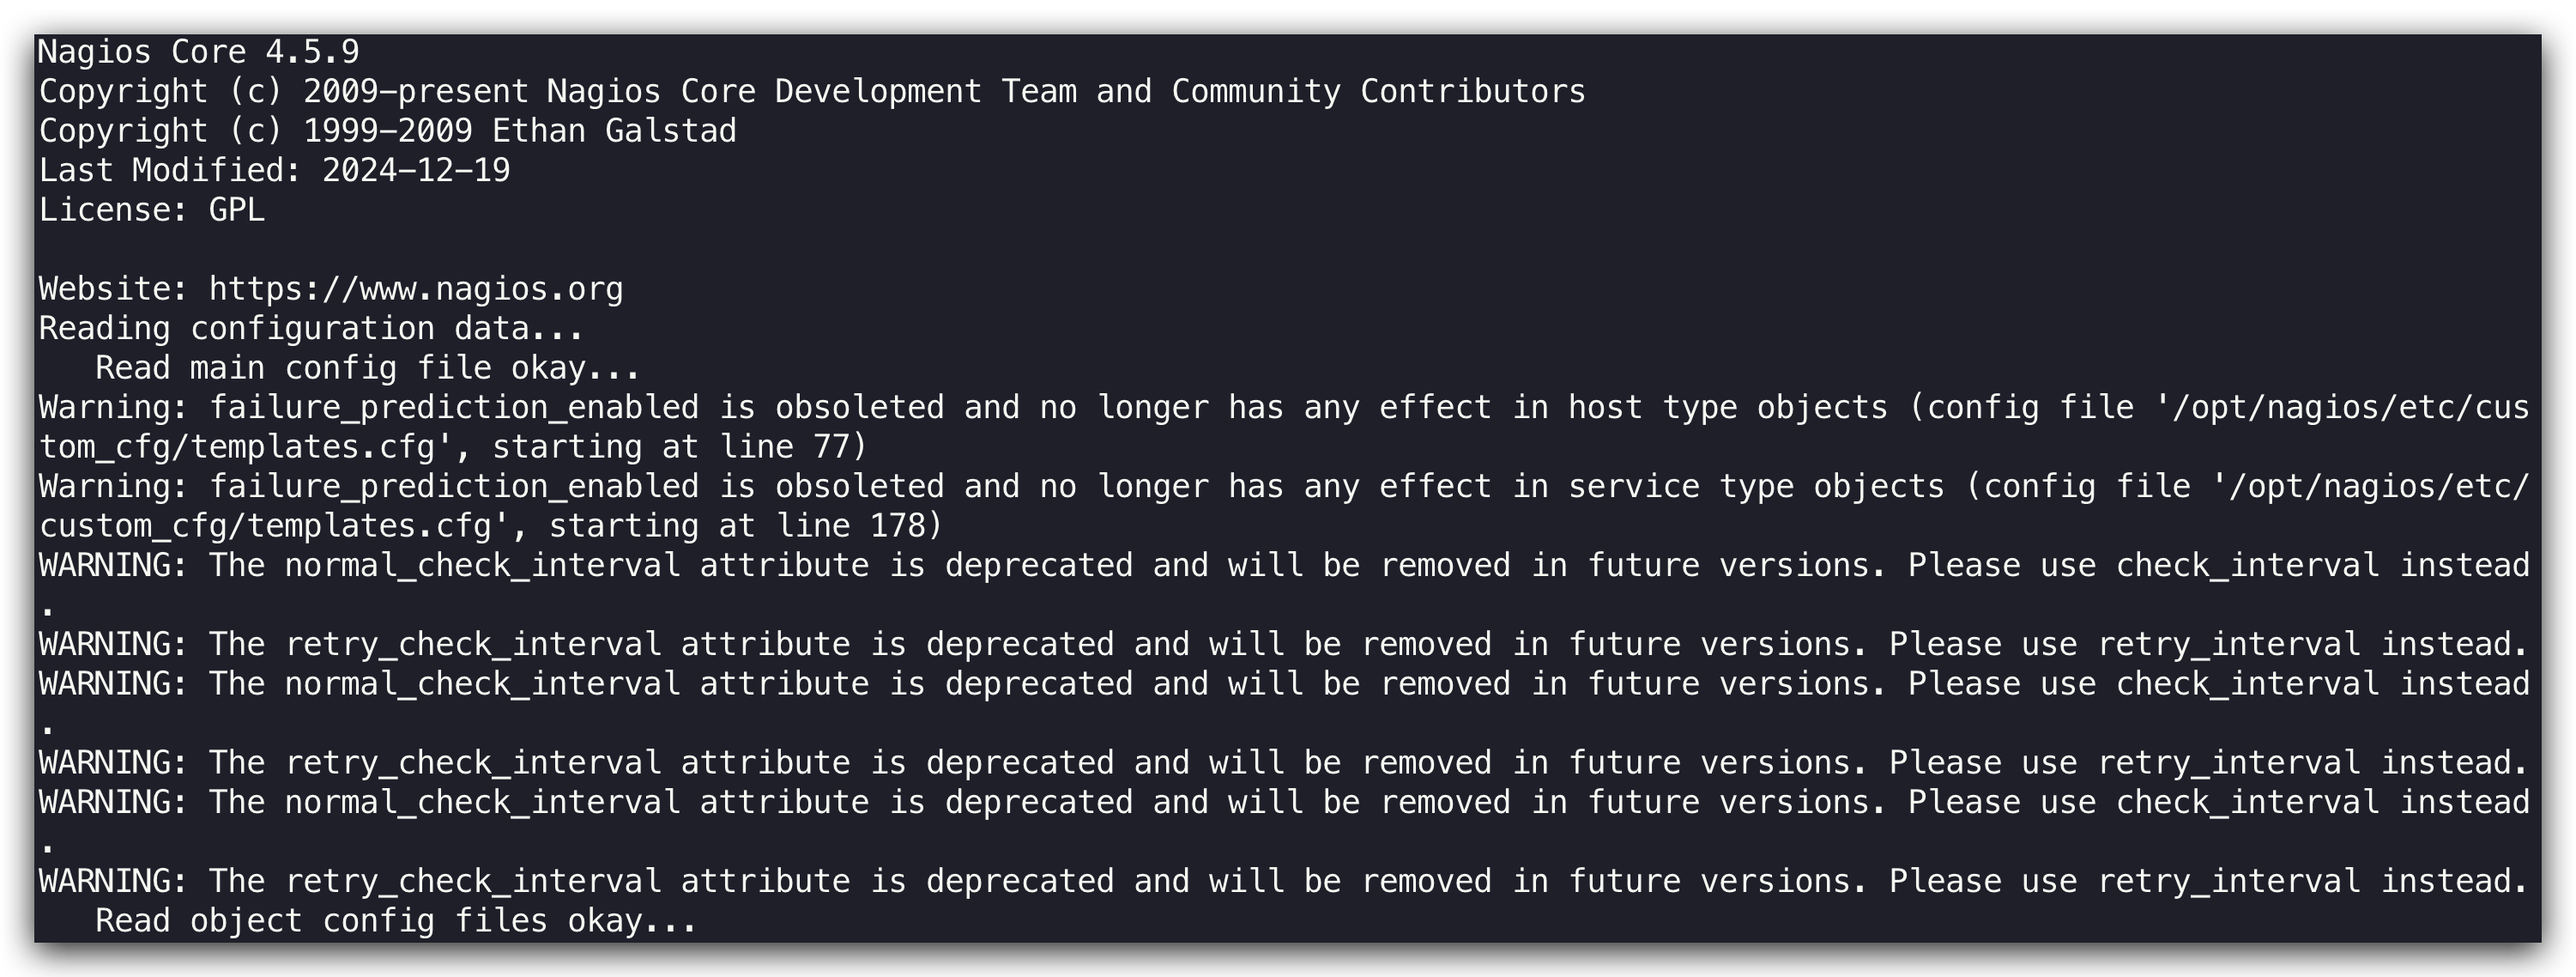 Nagios Core 4.5.9
Copyright (c) 2009-present Nagios Core Development Team and Community Contributors
Copyright (c) 1999-2009 Ethan Galstad
Last Modified: 2024-12-19
License: GPL

Website: https://www.nagios.org
Reading configuration data...
   Read main config file okay...
Warning: failure_prediction_enabled is obsoleted and no longer has any effect in host type objects (config file '/opt/nagios/etc/cus
tom_cfg/templates.cfg', starting at line 77)
Warning: failure_prediction_enabled is obsoleted and no longer has any effect in service type objects (config file '/opt/nagios/etc/
custom_cfg/templates.cfg', starting at line 178)
WARNING: The normal_check_interval attribute is deprecated and will be removed in future versions. Please use check_interval instead
.
WARNING: The retry_check_interval attribute is deprecated and will be removed in future versions. Please use retry_interval instead.
WARNING: The normal_check_interval attribute is deprecated and will be removed in future versions. Please use check_interval instead
.
WARNING: The retry_check_interval attribute is deprecated and will be removed in future versions. Please use retry_interval instead.
WARNING: The normal_check_interval attribute is deprecated and will be removed in future versions. Please use check_interval instead
.
WARNING: The retry_check_interval attribute is deprecated and will be removed in future versions. Please use retry_interval instead.
   Read object config files okay...